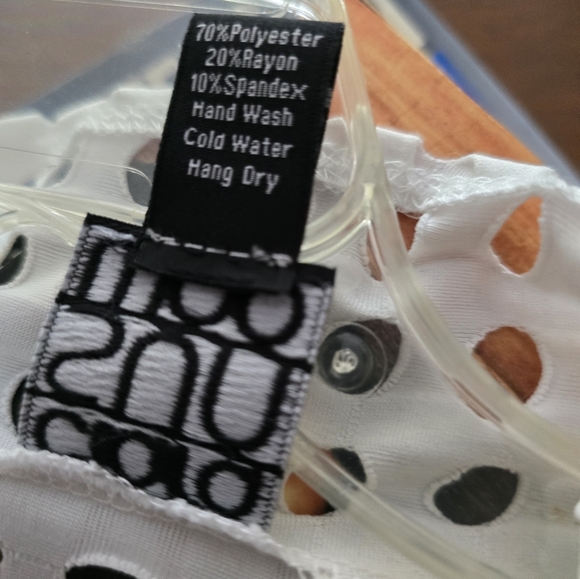 70%Polyester
20%Rayon
10%Spandex
Hand Wash
Cold Water
Hang Dry